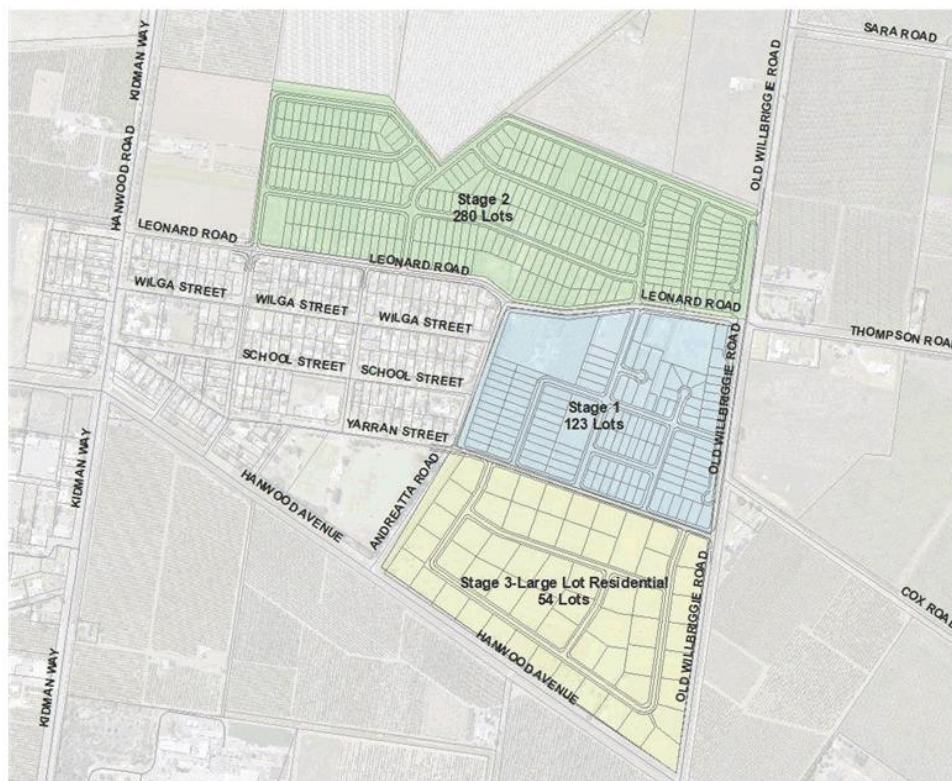 SARA ROAD
KIDMAN WAY
OLD WILLBRIGGIE ROAD
HANWOOD ROAD
Stage 2
280 Lots
LEONARD ROAD
LEONARD ROAD
WILGA STREET
WILGA STREET
WILGA STREET
LEONARD ROAD
THOMPSON ROAD
SCHOOL STREET
SCHOOL STREET
OLD WILLBRIGGIE ROAD
Stage 1
123 Lots
YARRAN STREET
KIDMAN WAY
HANWOOD AVENUE
ANDREATTA ROAD
Stage 3-Large Lot Residential
54 Lots
OLD WILLBRIGGIE ROAD
COX ROAD
HANWOOD AVENUE
KIDMAN WAY